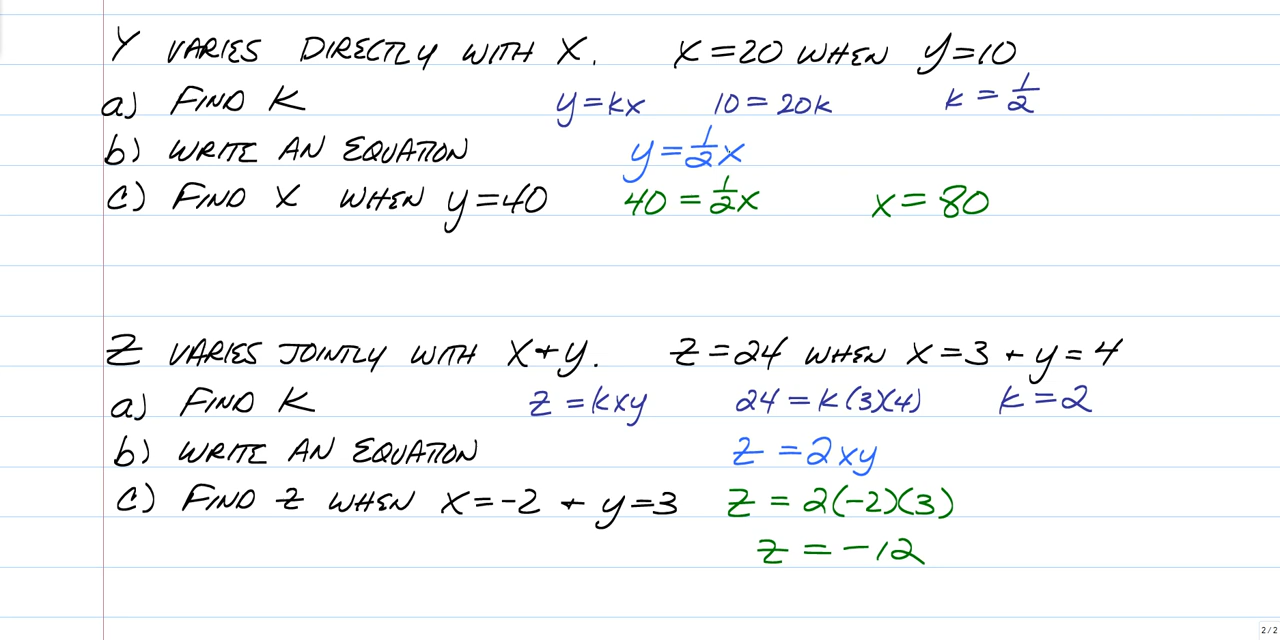 Y VARIES DIRECTLY WITH X. X=20 WHEN y=10
a) FIND K y=kx 10=20k k=1/2
b) WRITE AN EQUATION y=1/2x
c) FIND X WHEN y=40 40=1/2x x=80
Z VARIES JOINTLY WITH X+y. Z=24 WHEN X=3 + y=4
a) FIND K Z=kxy 24=k(3)(4) k=2
b) WRITE AN EQUATION Z=2xy
c) FIND Z WHEN X=-2 + y=3 Z=2(-2)(3)
Z=-12
2/2